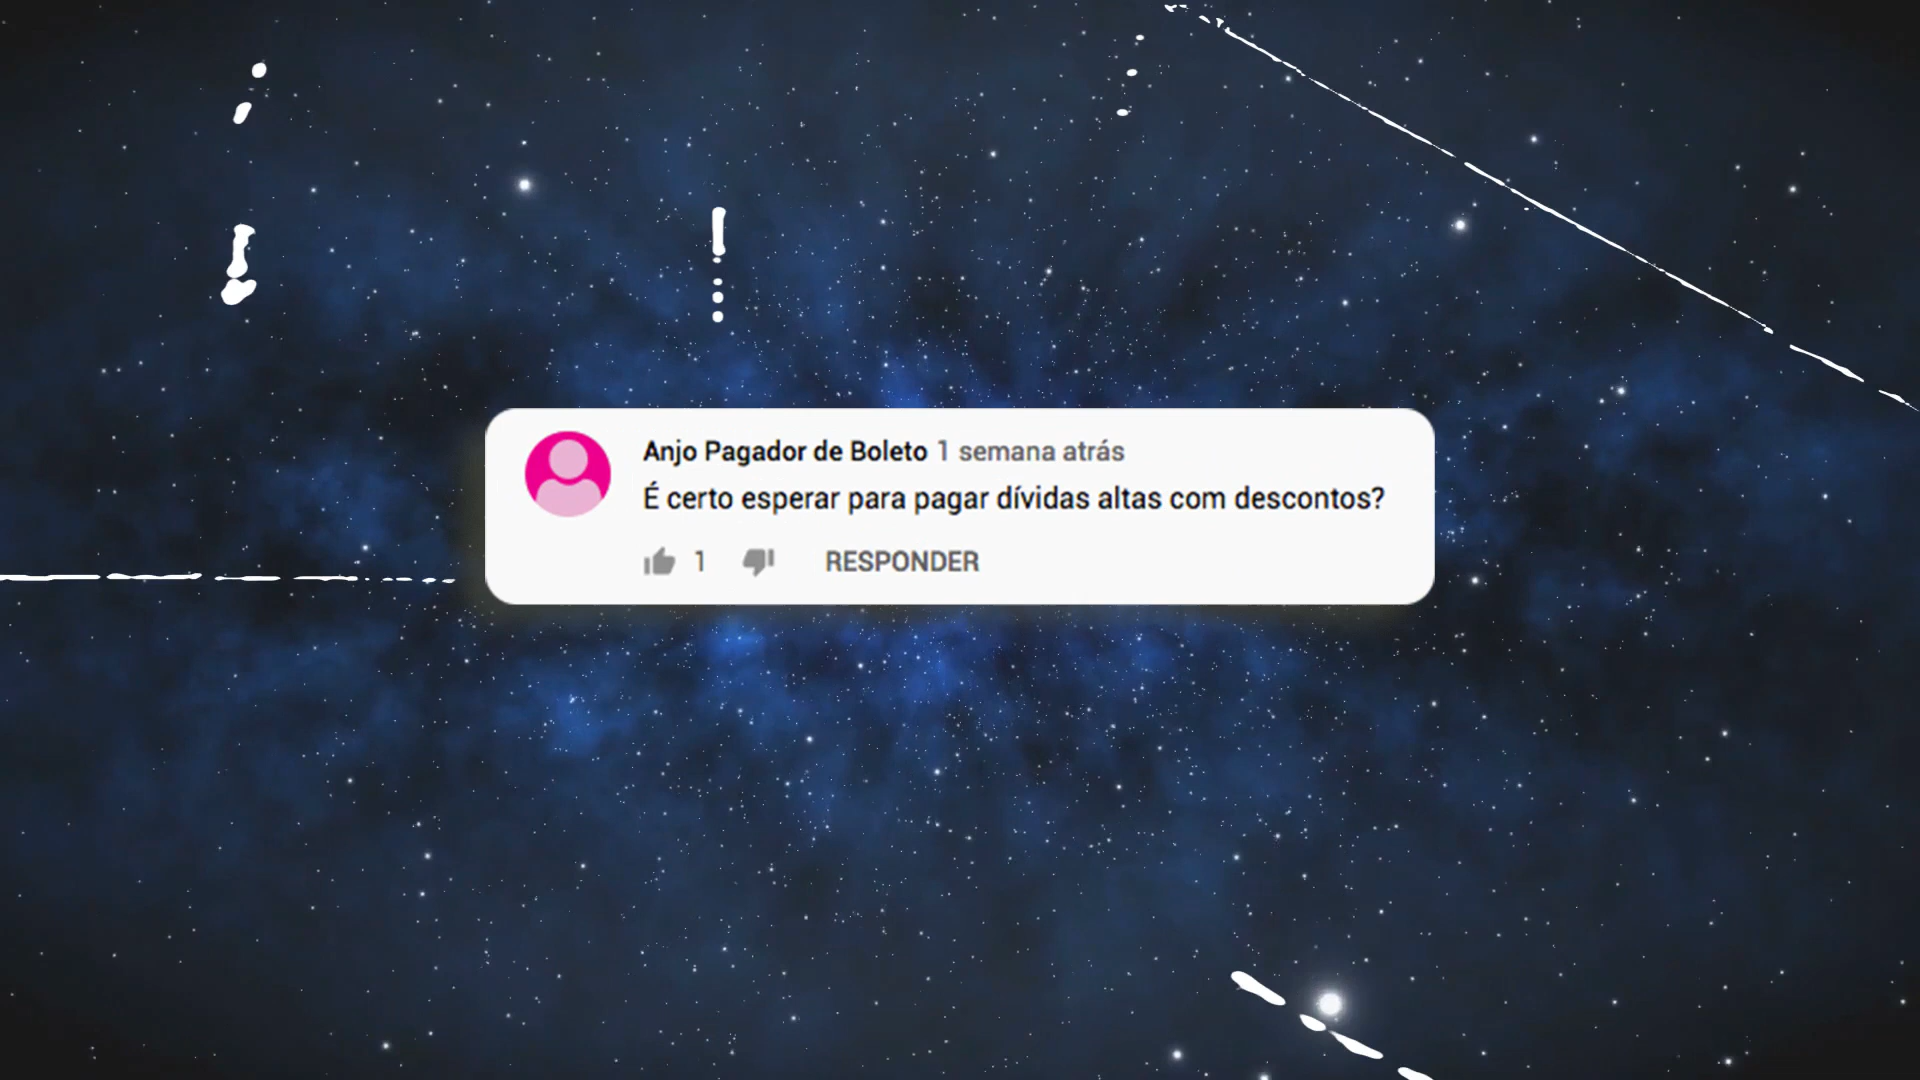 Anjo Pagador de Boleto 1 semana atrás
É certo esperar para pagar dívidas altas com descontos?
1 RESPONDER